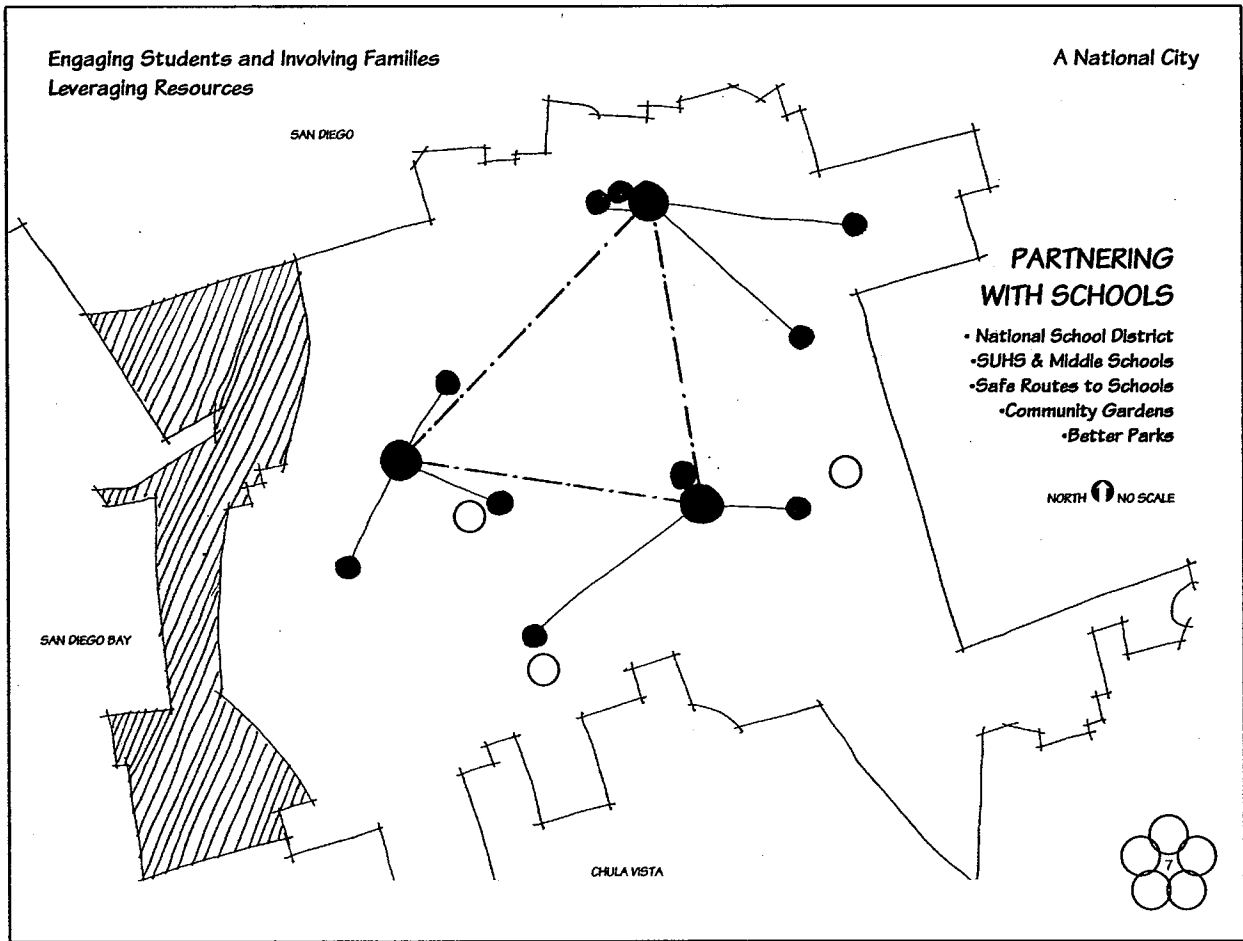 Engaging Students and Involving Families
Leveraging Resources
A National City
SAN DIEGO
PARTNERING
WITH SCHOOLS
• National School District
•SUHS & Middle Schools
•Safe Routes to Schools
•Community Gardens
•Better Parks
NORTH NO SCALE
SAN DIEGO BAY
CHULA VISTA
7